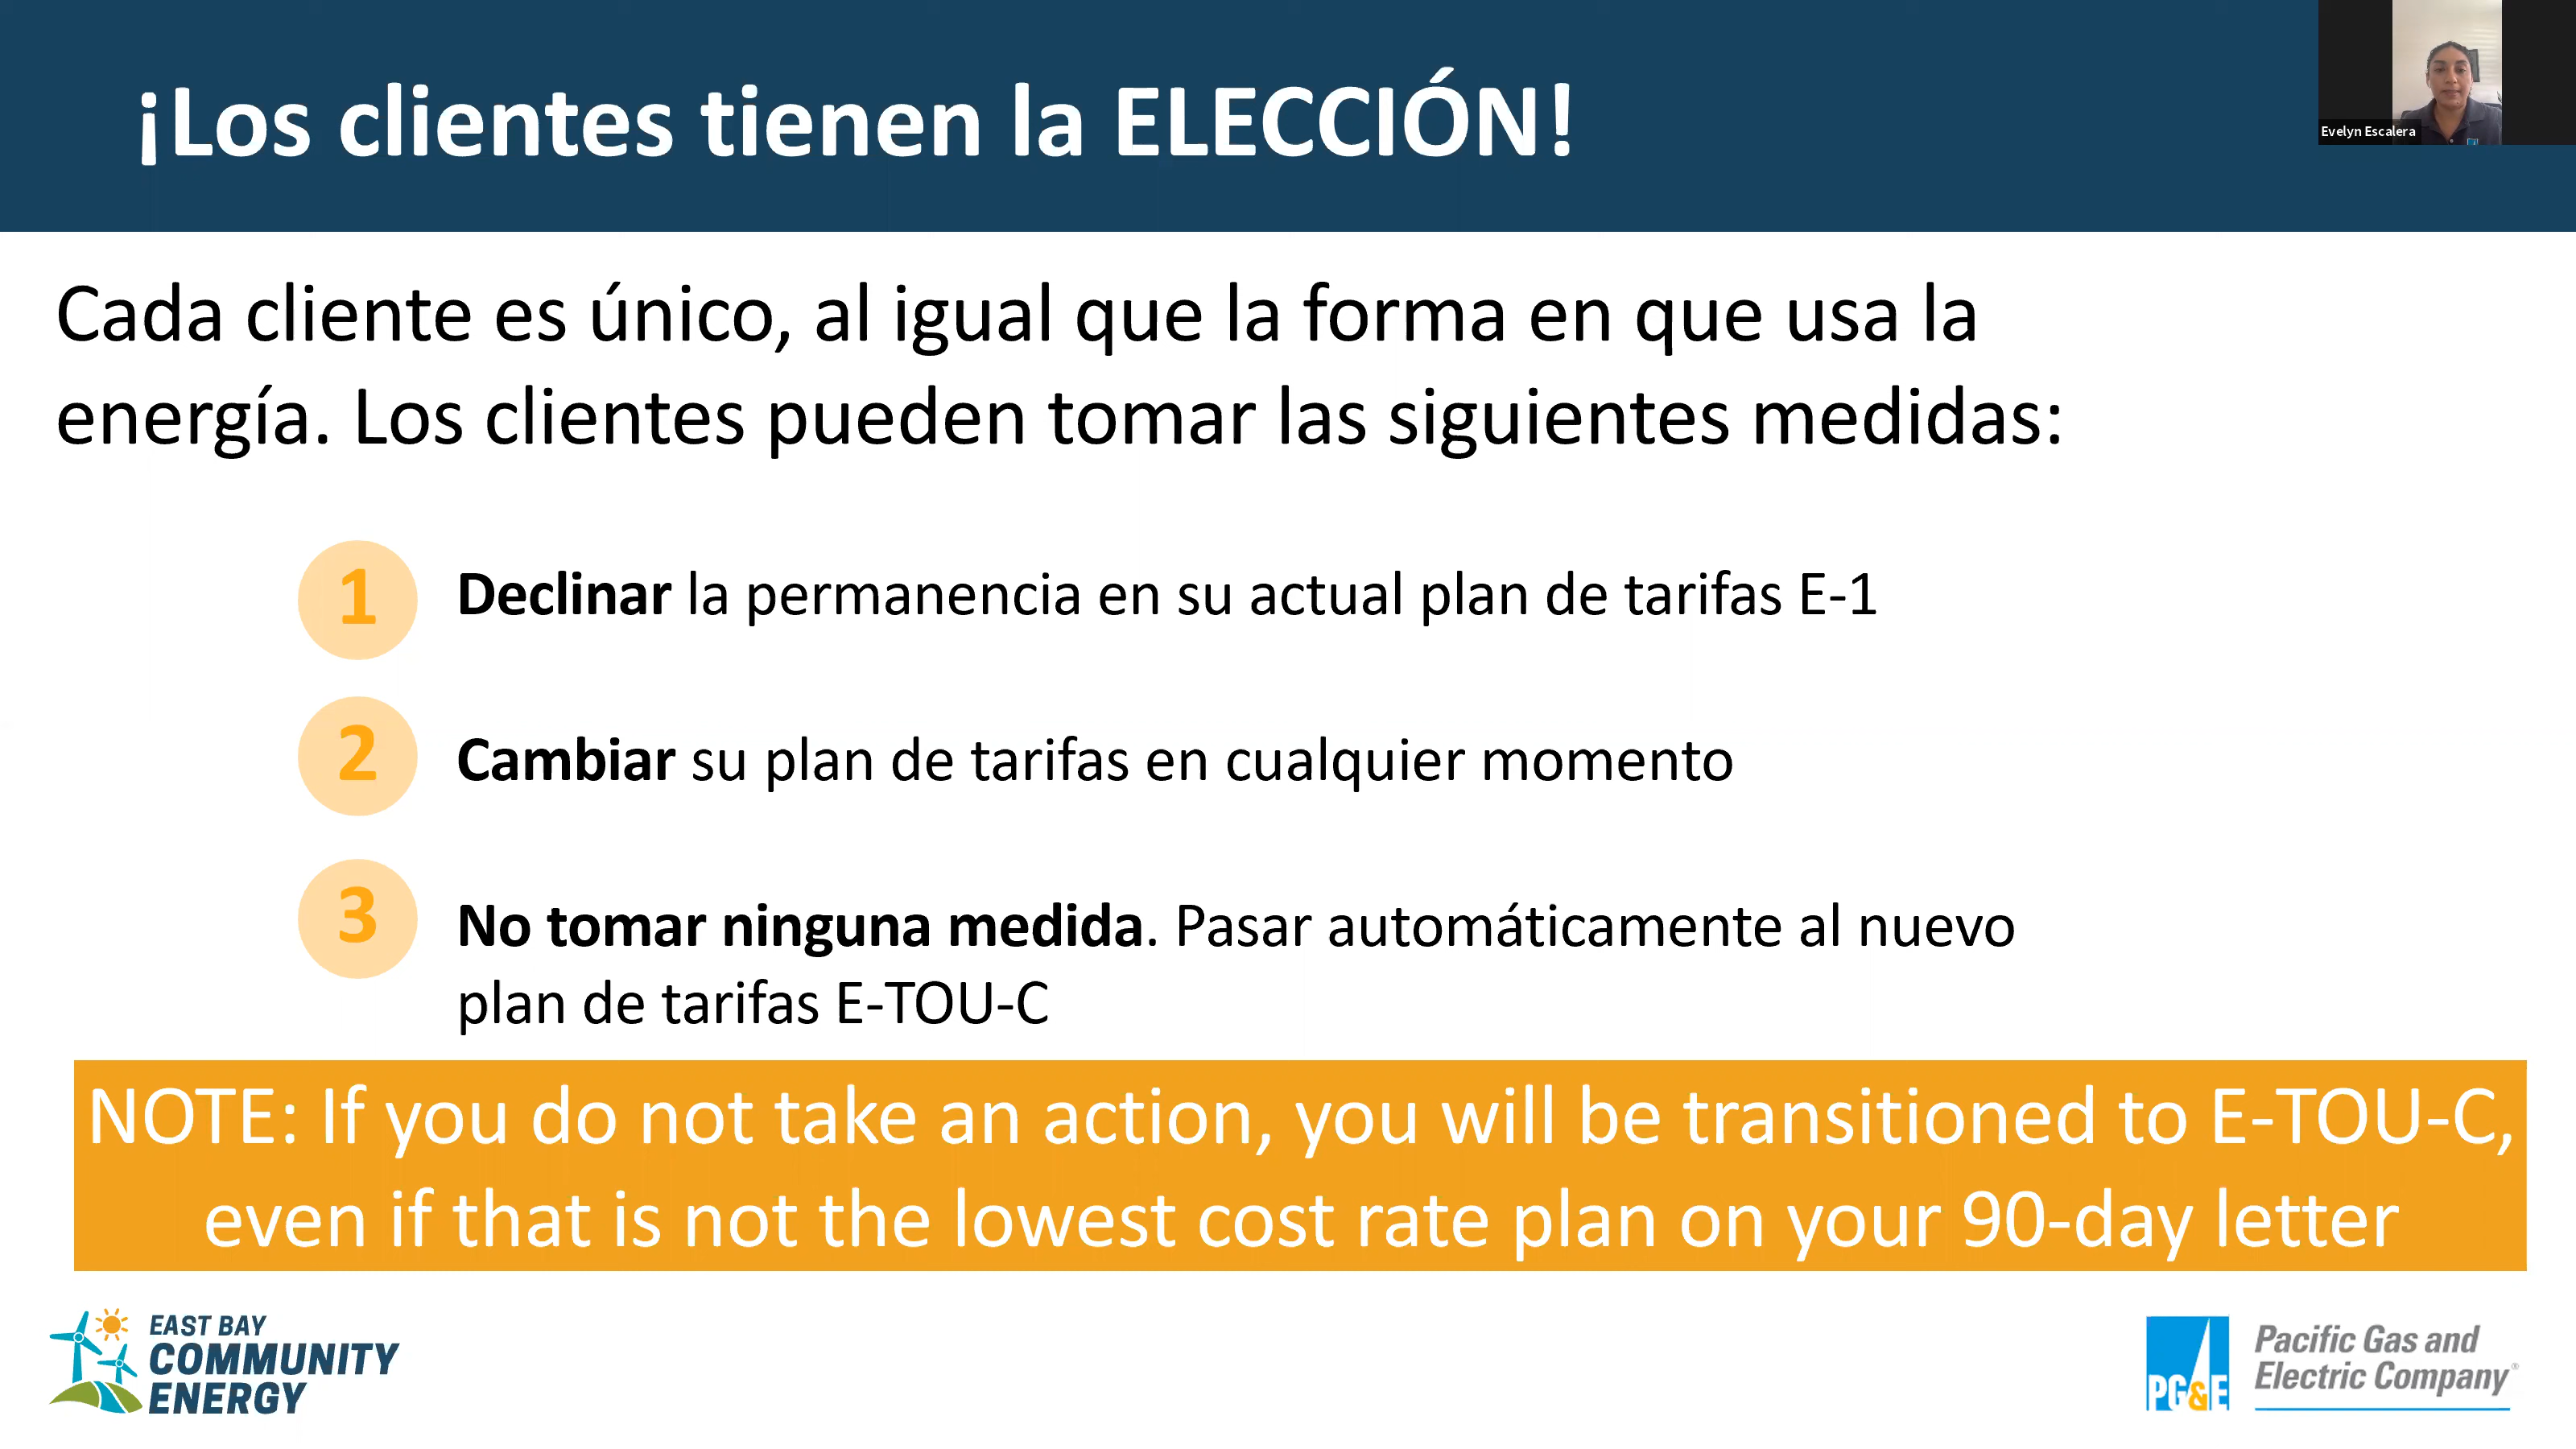 ¡Los clientes tienen la ELECCIÓN!
Evelyn Escalera
Cada cliente es único, al igual que la forma en que usa la
energía. Los clientes pueden tomar las siguientes medidas:
1 Declinar la permanencia en su actual plan de tarifas E-1
2 Cambiar su plan de tarifas en cualquier momento
3 No tomar ninguna medida. Pasar automáticamente al nuevo
plan de tarifas E-TOU-C
NOTE: If you do not take an action, you will be transitioned to E-TOU-C,
even if that is not the lowest cost rate plan on your 90-day letter
EAST BAY
COMMUNITY
ENERGY
PG&E
Pacific Gas and
Electric Company®